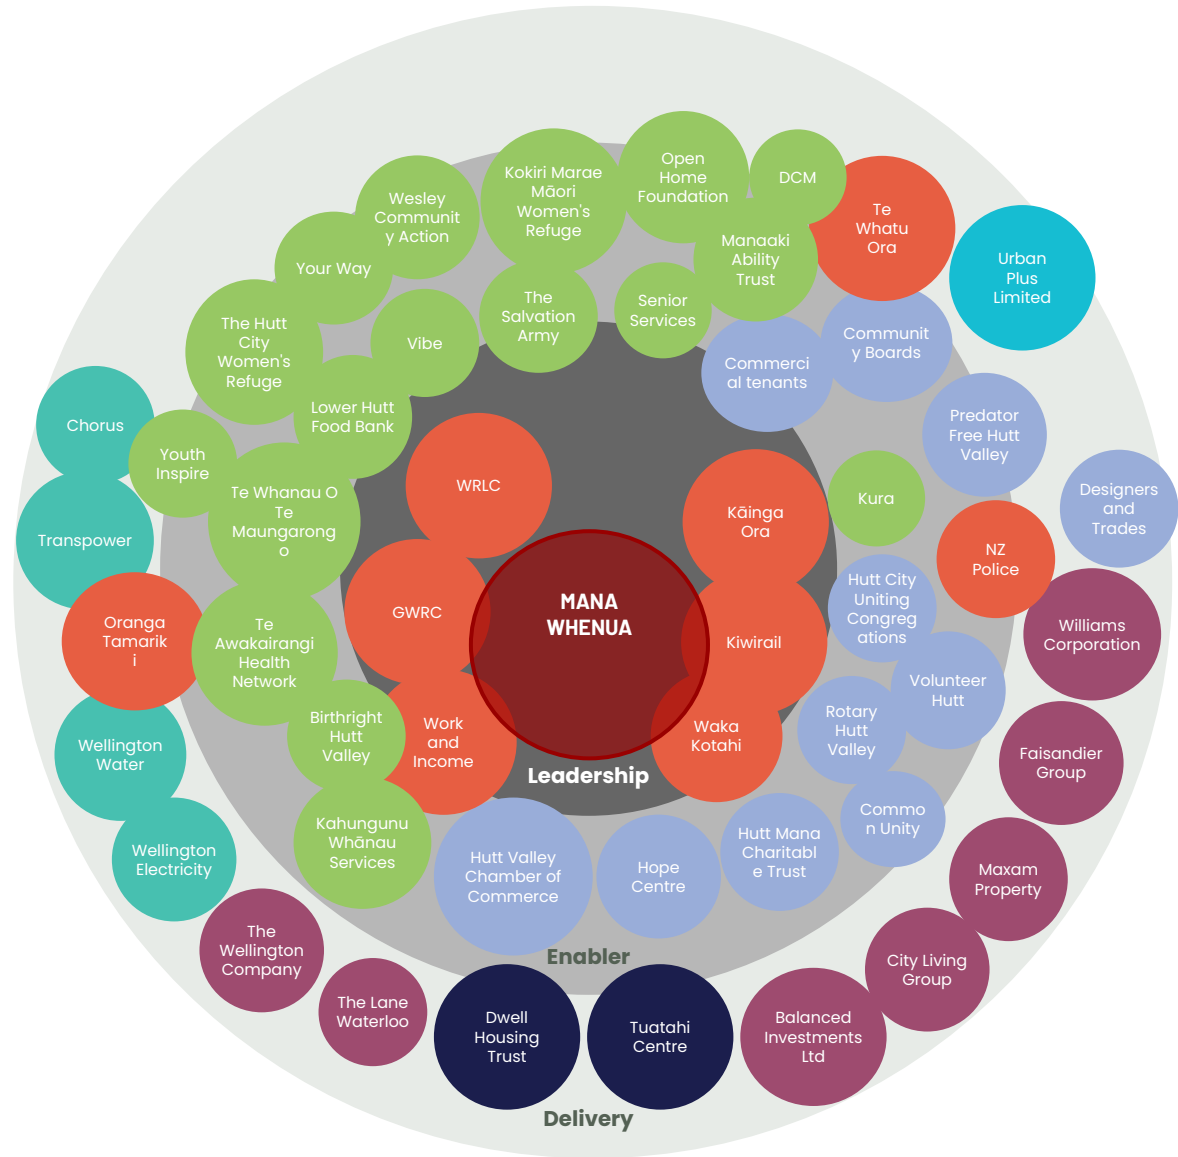 Open
Home
Foundation
DCM
Kokiri Marae
Māori
Women's
Refuge
Wesley
Communit
y Action
Te
Whatu
Ora
Manaaki
Ability
Trust
Your Way
Urban
Plus
Limited
The
Salvation
Army
Senior
Services
The Hutt
City
Women's
Refuge
Vibe
Communit
y Boards
Commerci
al tenants
Lower Hutt
Food Bank
Chorus
Predator
Free Hutt
Valley
Youth
Inspire
WRLC
Kura
Designers
and
Trades
Te Whanau O
Te
Maungarong
o
Kāinga
Ora
Transpower
NZ
Police
Hutt City
Uniting
Congreg
ations
MANA
WHENUA
GWRC
Oranga
Tamarik
i
Te
Awakairangi
Health
Network
Kiwirail
Williams
Corporation
Volunteer
Hutt
Birthright
Hutt
Valley
Work
and
Income
Waka
Kotahi
Rotary
Hutt
Valley
Wellington
Water
Faisandier
Group
Leadership
Commo
n Unity
Kahungunu
Whānau
Services
Hutt Mana
Charitabl
e Trust
Wellington
Electricity
Hutt Valley
Chamber of
Commerce
Hope
Centre
Maxam
Property
The
Wellington
Company
Enabler
City Living
Group
The Lane
Waterloo
Dwell
Housing
Trust
Tuatahi
Centre
Balanced
Investments
Ltd
Delivery